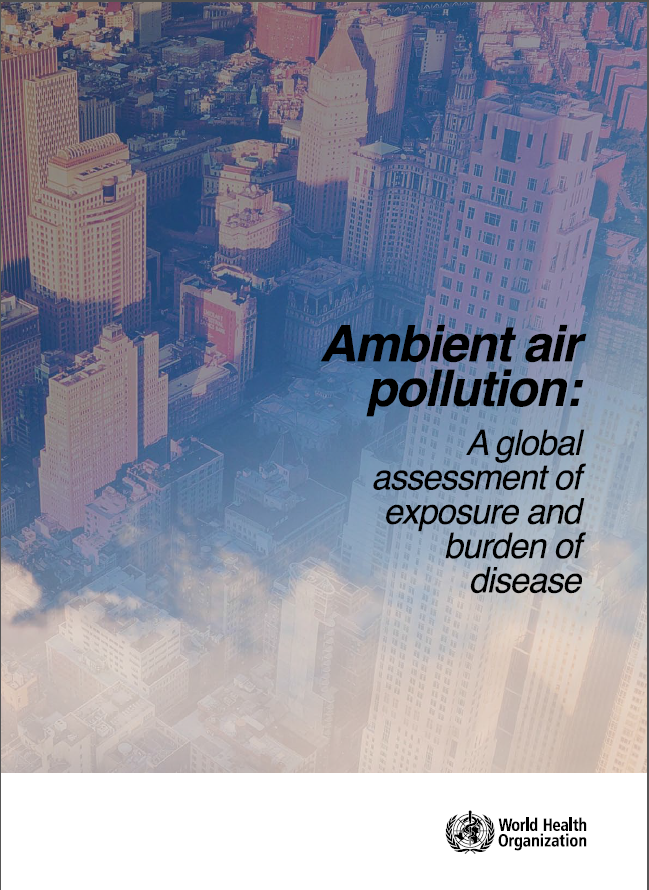 Ambient air
pollution:
A global
assessment of
exposure and
burden of
disease
World Health
Organization